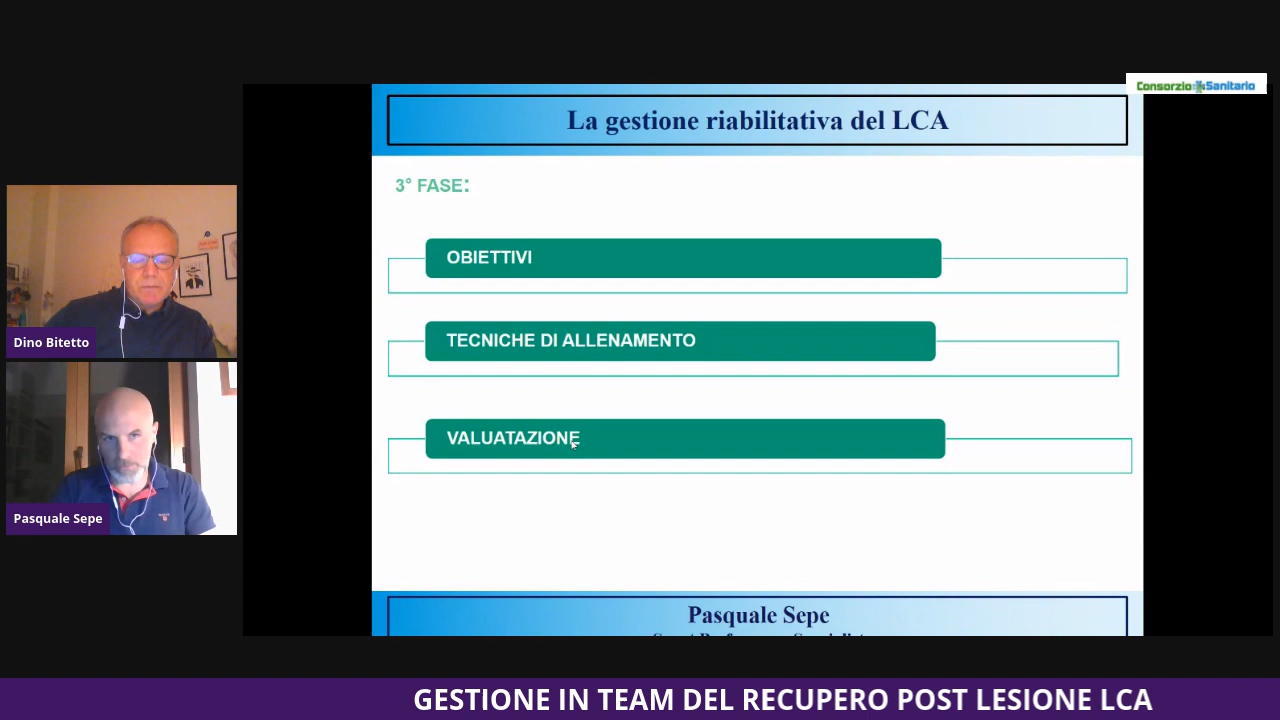 Consorzio Sanitario
La gestione riabilitativa del LCA
3° FASE:
OBIETTIVI
TECNICHE DI ALLENAMENTO
VALUATAZIONE
Dino Bitetto
Pasquale Sepe
Pasquale Sepe
GESTIONE IN TEAM DEL RECUPERO POST LESIONE LCA